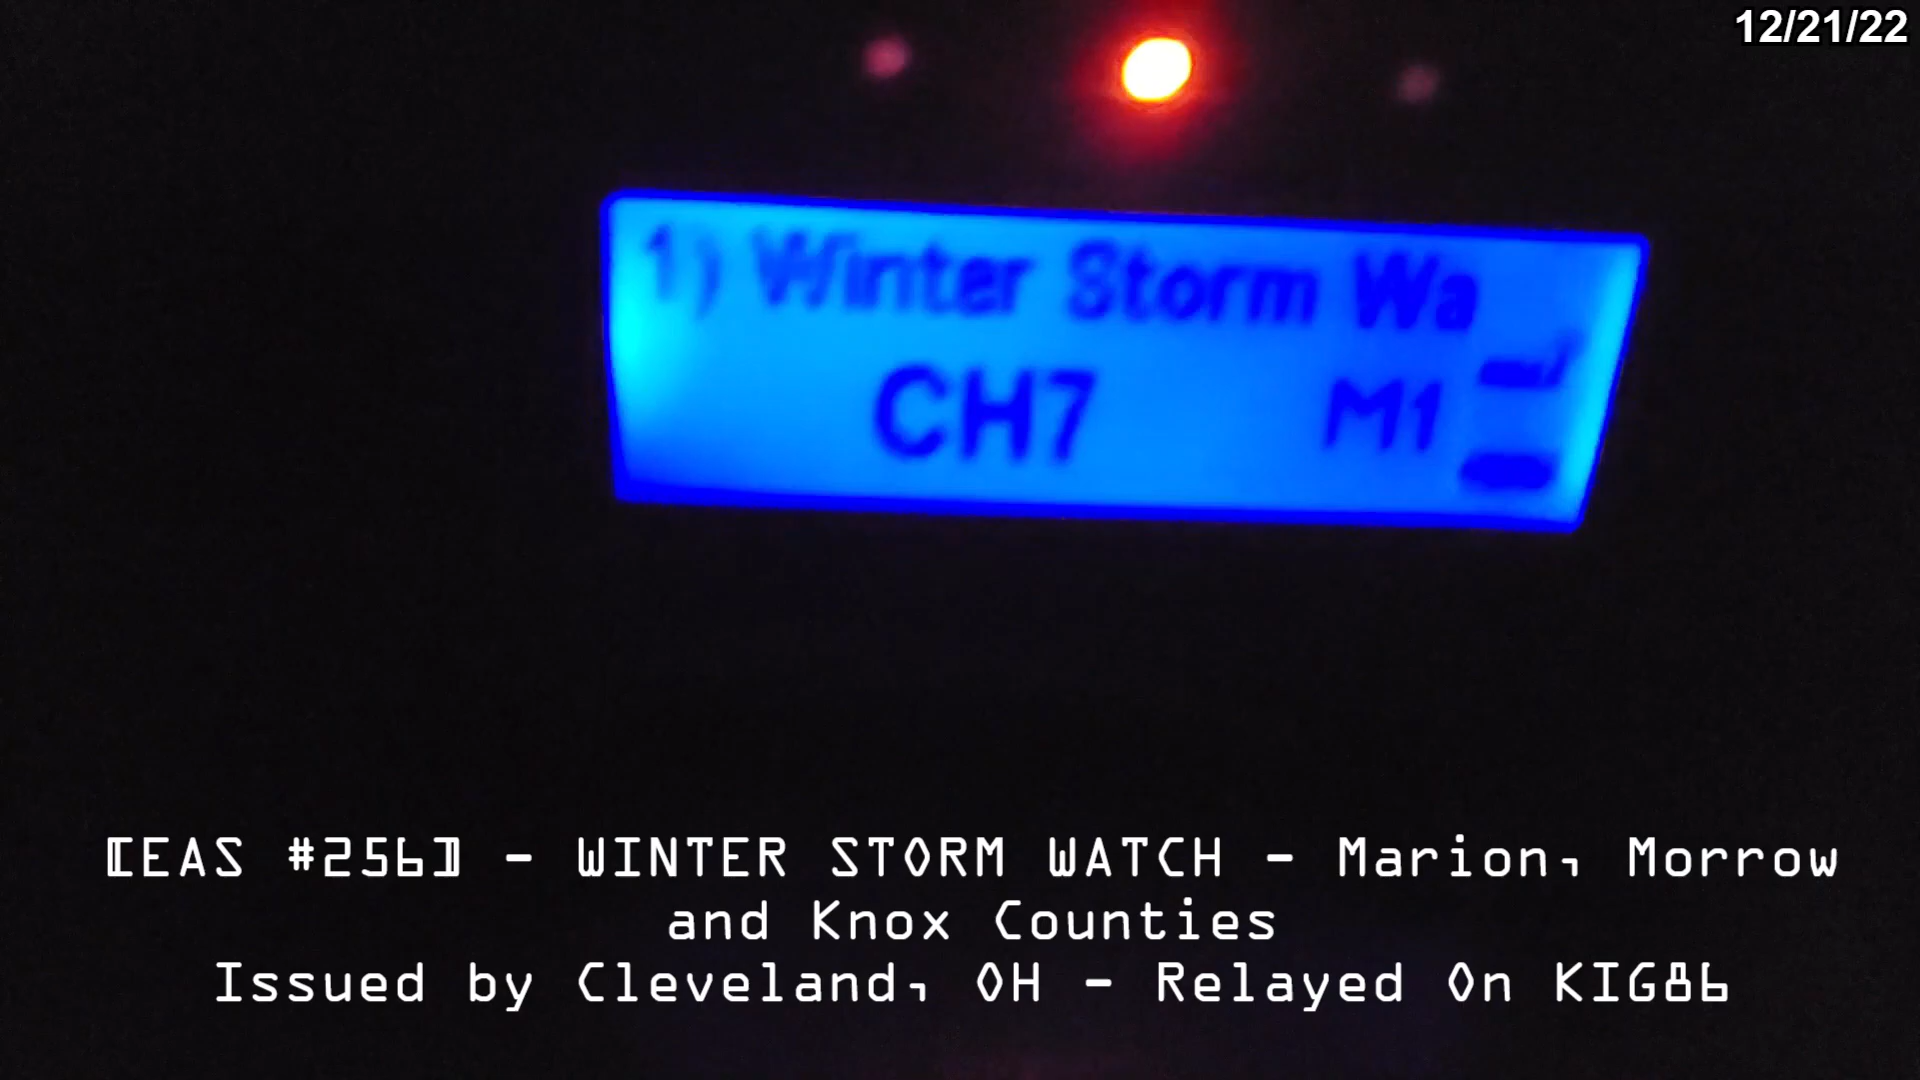 12/21/22
1) Winter Storm Wa
CH7 M1
[EAS #256] - WINTER STORM WATCH - Marion, Morrow
and Knox Counties
Issued by Cleveland, OH - Relayed On KIG86